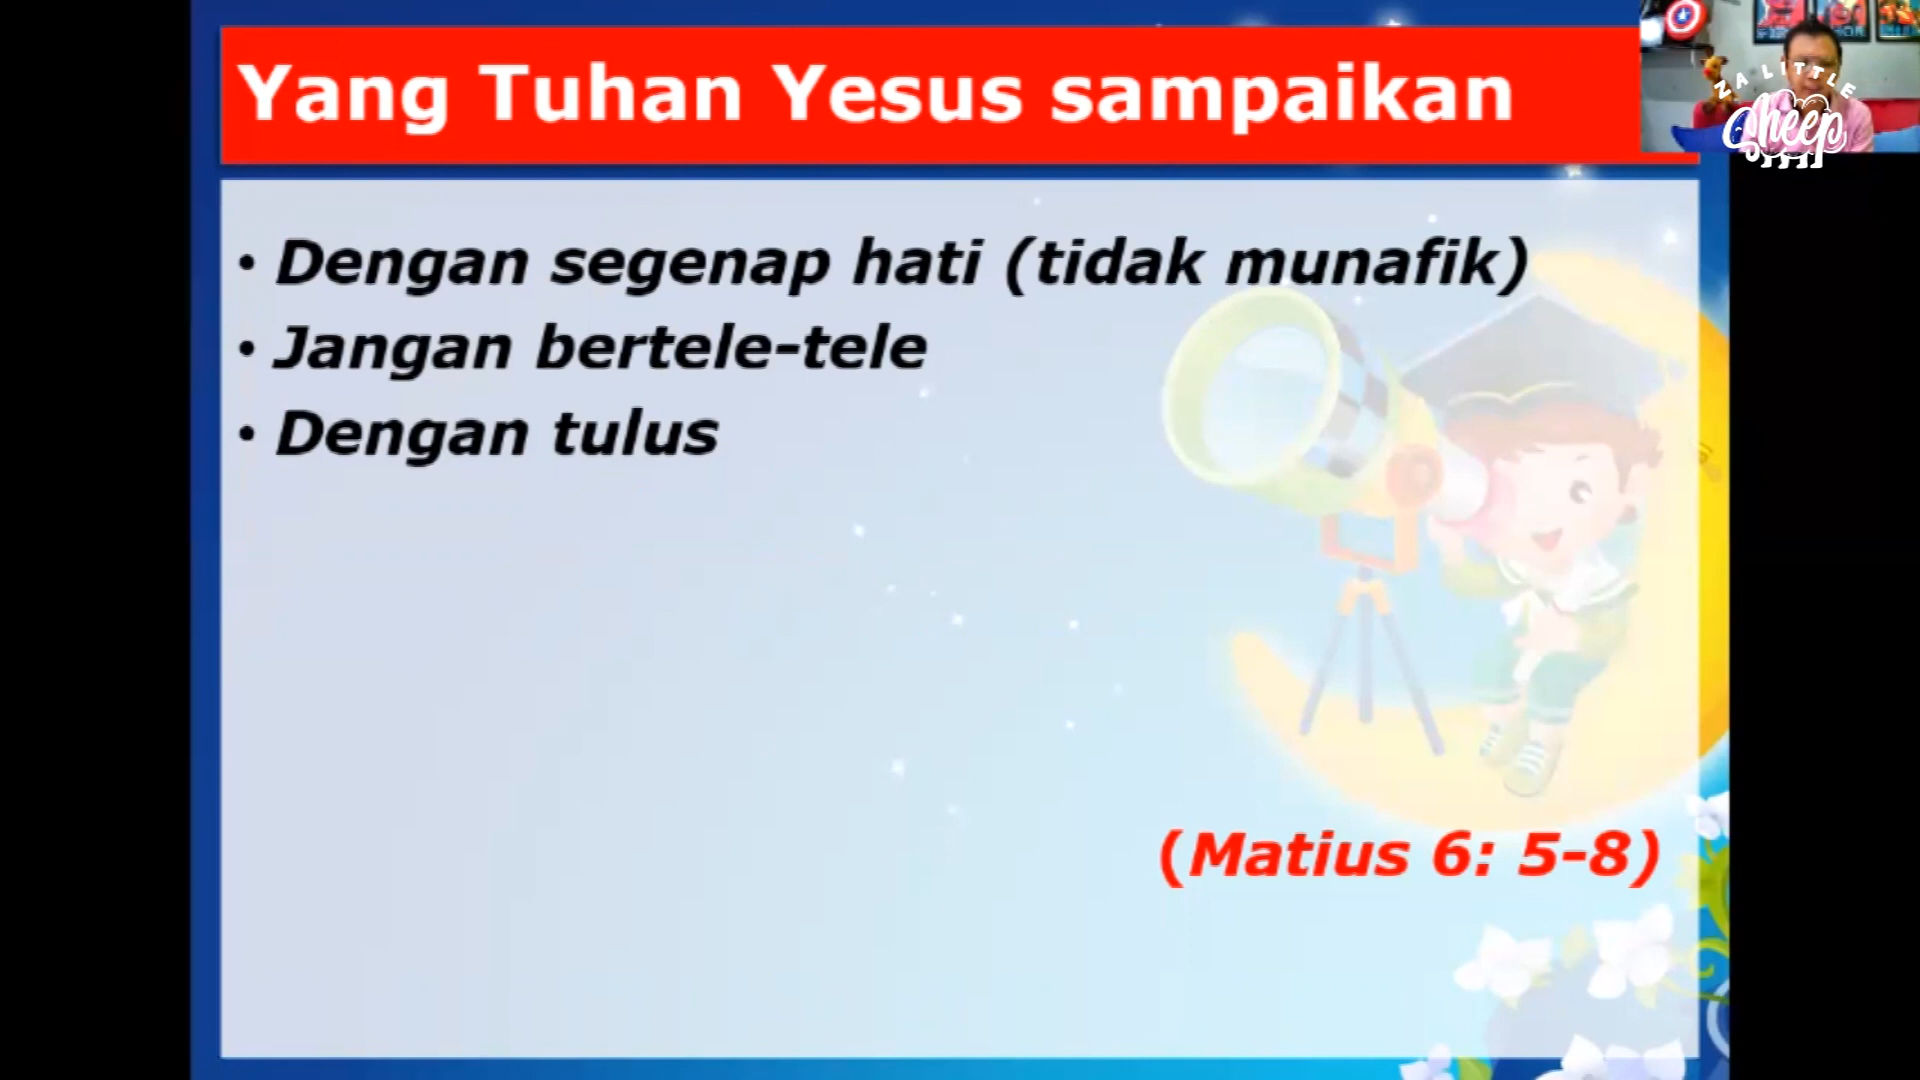 Yang Tuhan Yesus sampaikan
ZA LITTLE
Sheep
• Dengan segenap hati (tidak munafik)
• Jangan bertele-tele
• Dengan tulus
(Matius 6: 5-8)